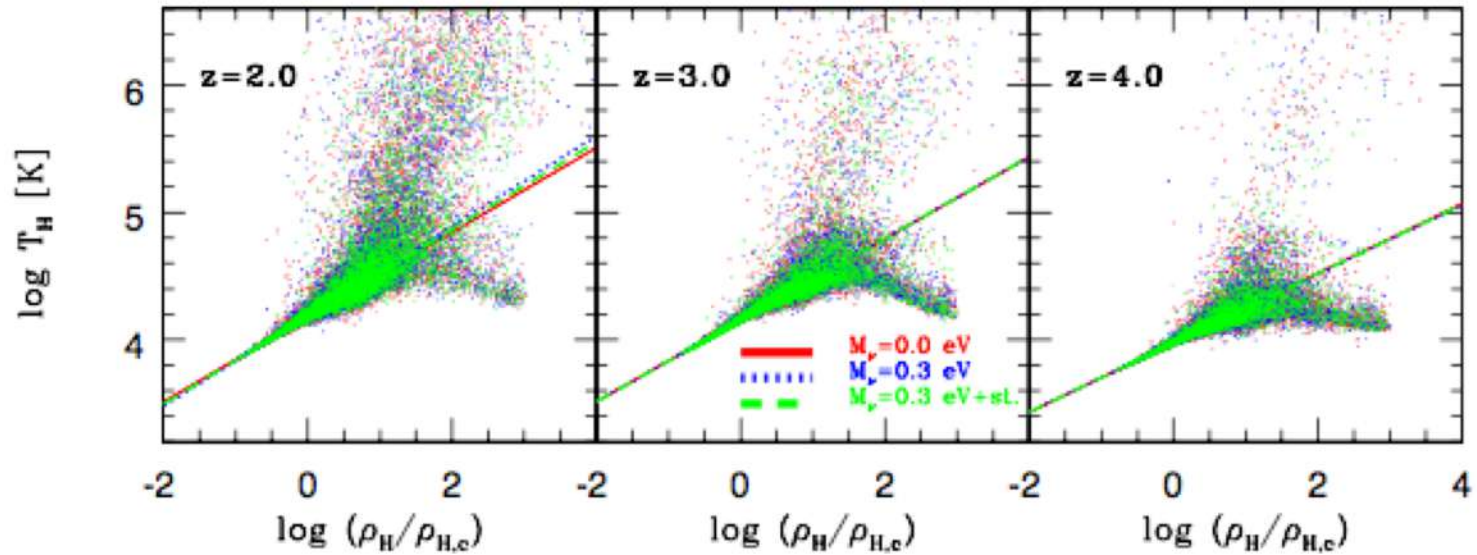 z=2.0
z=3.0
z=4.0
log T_H [K]
6
5
4
M_ν=0.0 eV
M_ν=0.3 eV
M_ν=0.3 eV+st.
-2 0 2 -2 0 2 -2 0 2 4
log (ρ_H/ρ_H,c)
log (ρ_H/ρ_H,c)
log (ρ_H/ρ_H,c)